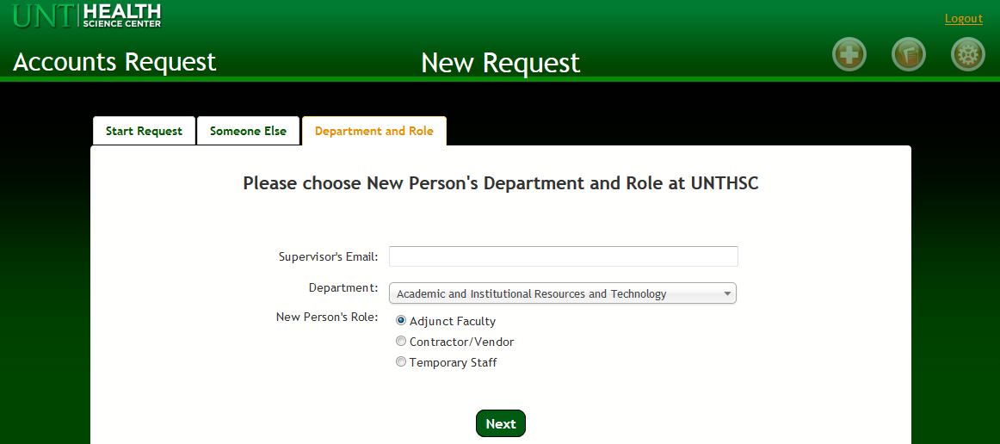 UNT HEALTH
SCIENCE CENTER
Logout
Accounts Request
New Request
Start Request
Someone Else
Department and Role
Please choose New Person's Department and Role at UNTHSC
Supervisor's Email:
Department: Academic and Institutional Resources and Technology
New Person's Role: Adjunct Faculty
Contractor/Vendor
Temporary Staff
Next